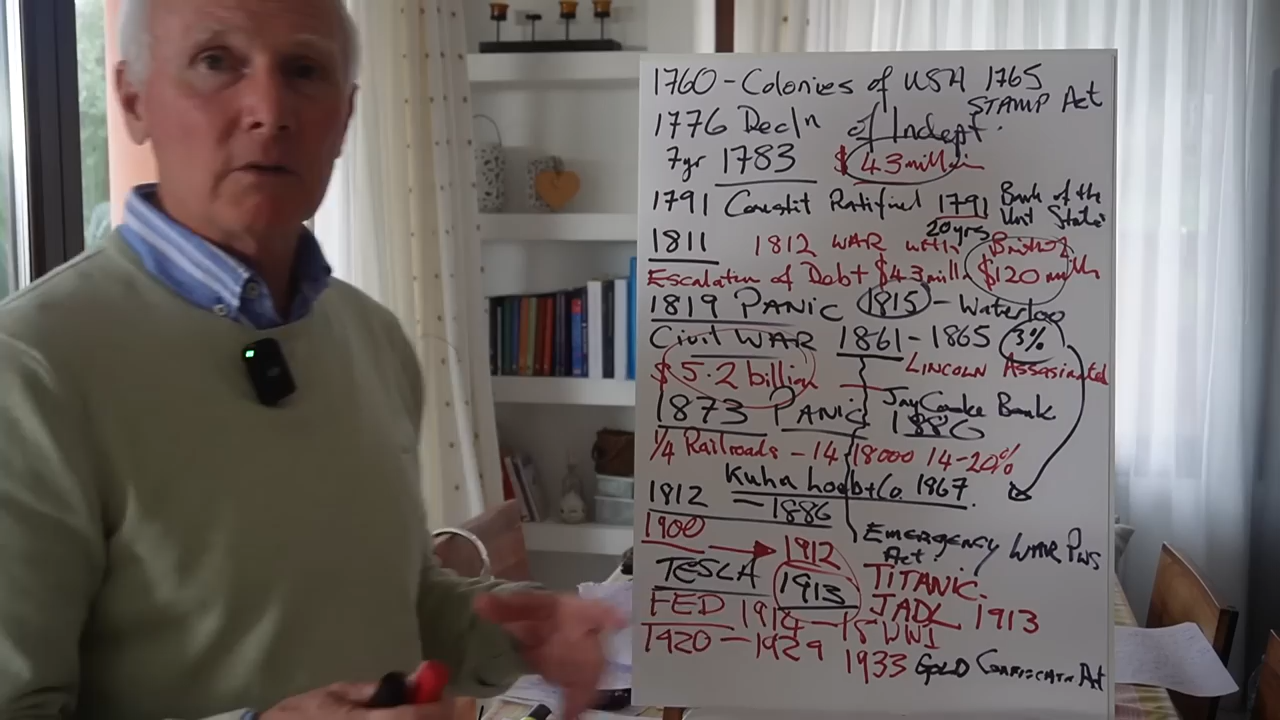 1760 - Colonies of USA 1765
STAMP Act
1776 Decl'n of Indept.
7yr 1783 $43 million
1791 Constit Ratified 1791 Bank of the
20yrs Unit States
1811 1812 WAR with British
Escalation of Debt $43 mill $120 mill
1819 PANIC 1815 - Waterloo
Civil WAR 1861 - 1865 3%
LINCOLN Assasinated
$5.2 billion
1873 PANIC Jay Cooke Bank
1886
1/4 Railroads - 14 18000 14-20%
Kuhn Loeb + Co. 1867.
1812 - 1886
1900 1912 EMERGENCY WAR Pws
Act.
TESLA 1913 TITANIC.
FED 1914 - 15 WW1 JADL 1913
1920 - 1929
1933 GOLD Confiscatn Act